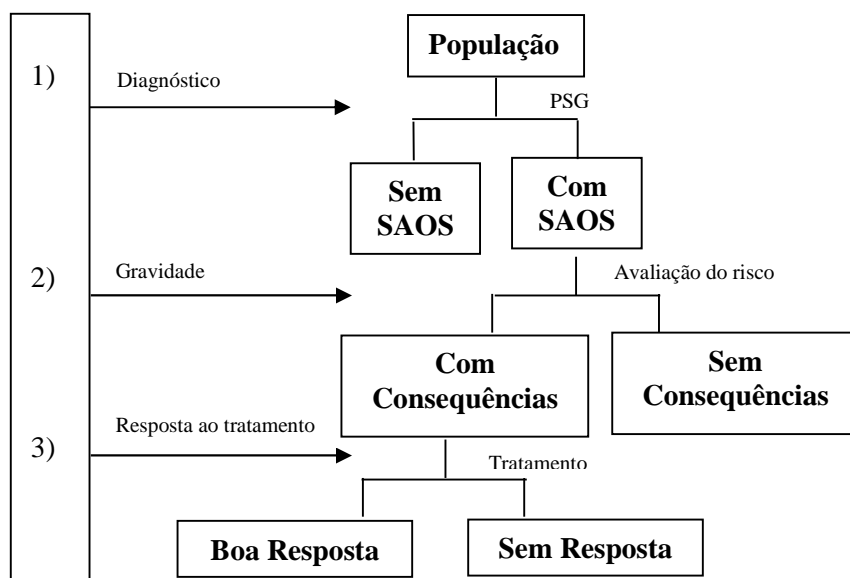 População
1)
Diagnóstico
PSG
Sem
SAOS
Com
SAOS
2)
Gravidade
Avaliação do risco
Com
Consequências
Sem
Consequências
3)
Resposta ao tratamento
Tratamento
Boa Resposta
Sem Resposta